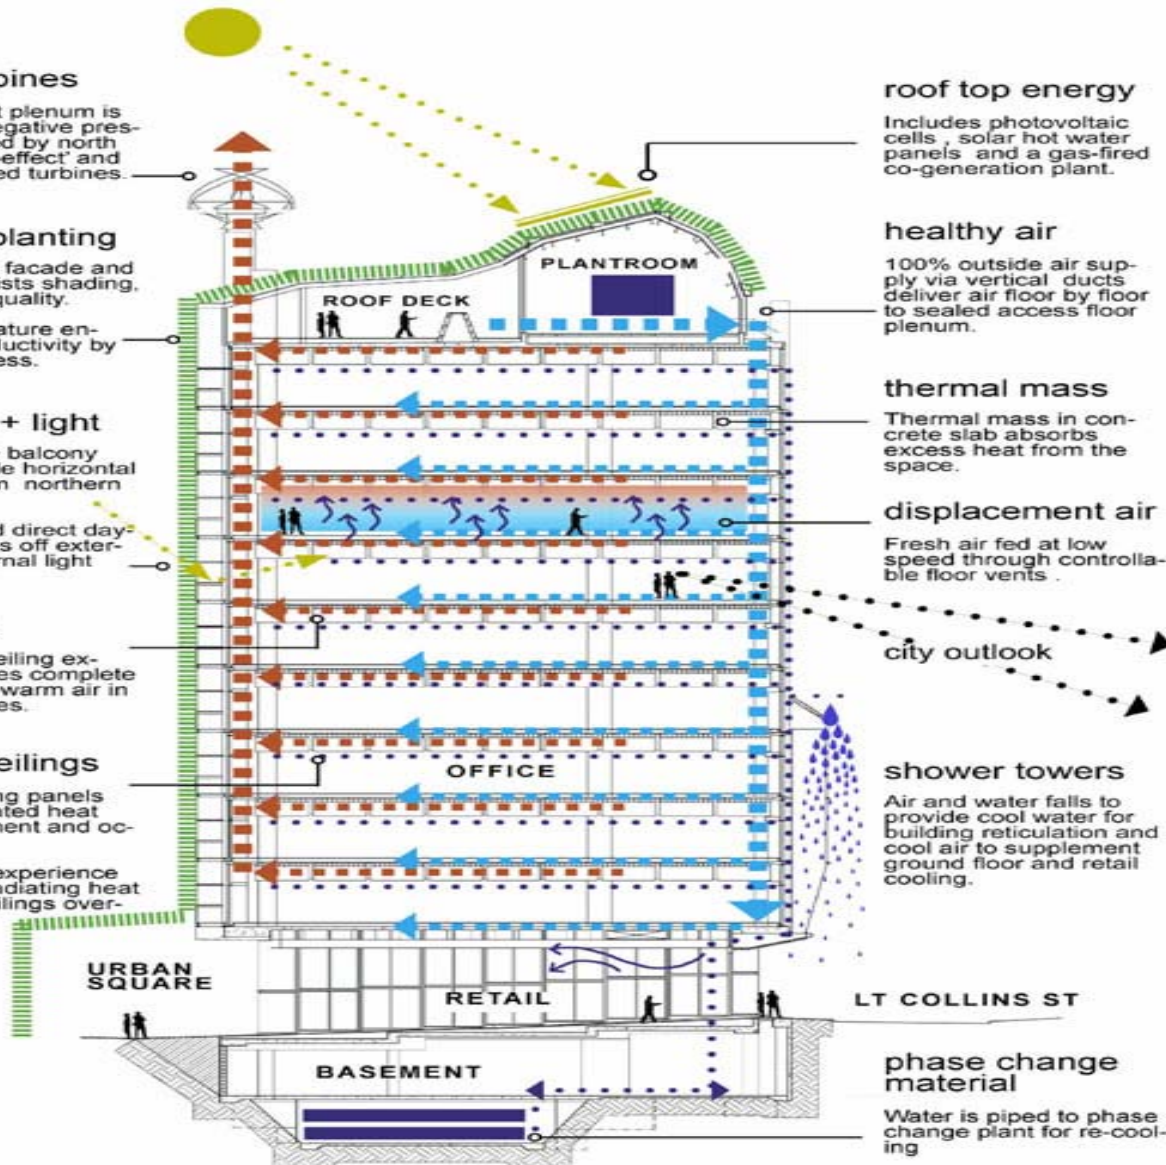 bines
t plenum is
egative pres-
ed by north
effect' and
ed turbines.
planting
facade and
sts shading,
quality.
ature en-
ductivity by
ess.
+ light
balcony
le horizontal
n northern
d direct day-
s off exter-
rnal light
eiling ex-
es complete
warm air in
es.
eilings
ng panels
ated heat
ment and oc-
experience
adiating heat
ilings over-
ROOF DECK
PLANTROOM
OFFICE
URBAN
SQUARE
RETAIL
LT COLLINS ST
BASEMENT
roof top energy
Includes photovoltaic
cells , solar hot water
panels and a gas-fired
co-generation plant.
healthy air
100% outside air sup-
ply via vertical ducts
deliver air floor by floor
to sealed access floor
plenum.
thermal mass
Thermal mass in con-
crete slab absorbs
excess heat from the
space.
displacement air
Fresh air fed at low
speed through controlla-
ble floor vents .
city outlook
shower towers
Air and water falls to
provide cool water for
building reticulation and
cool air to supplement
ground floor and retail
cooling.
phase change
material
Water is piped to phase
change plant for re-cool-
ing